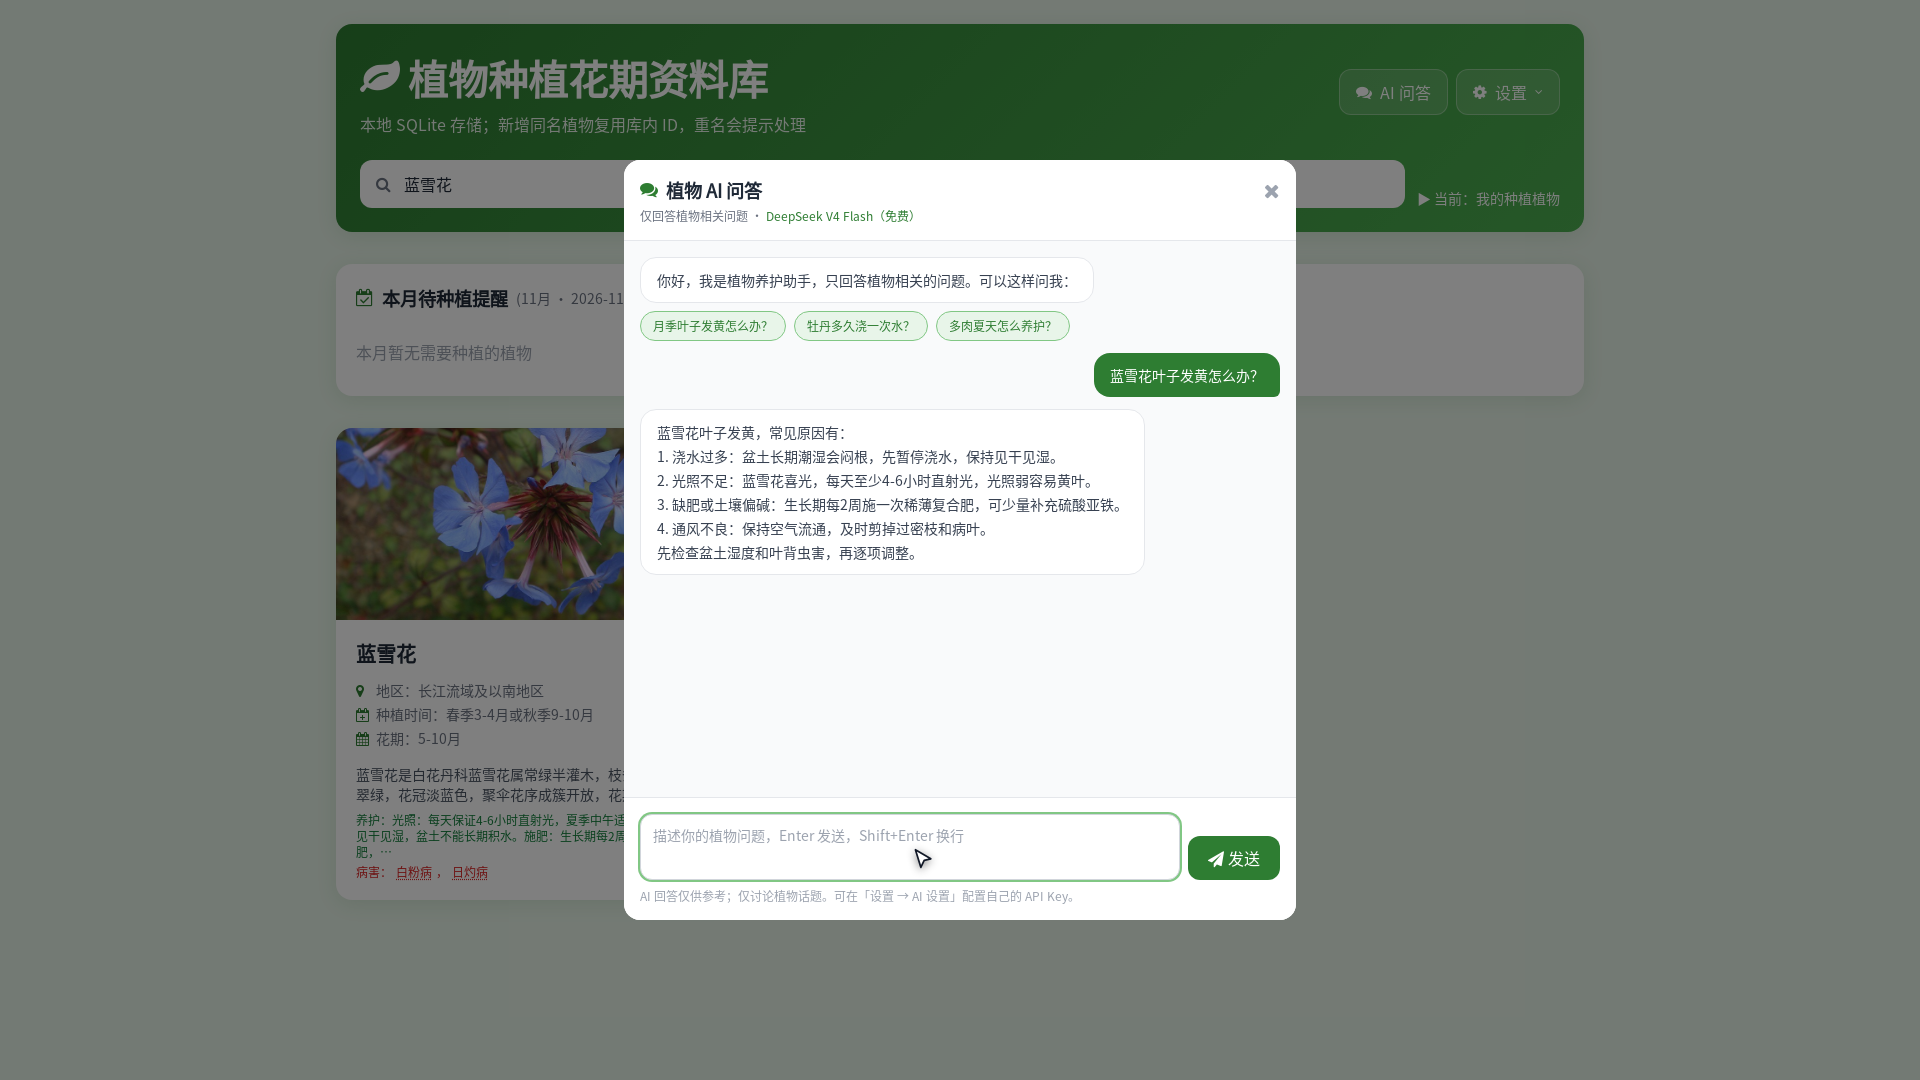 植物种植花期资料库
本地 SQLite 存储；新增同名植物复用库内 ID，重名会提示处理
AI 问答
设置
蓝雪花
当前：我的种植植物
本月待种植提醒 (11月 · 2026-11
本月暂无需要种植的植物
蓝雪花
地区：长江流域及以南地区
种植时间：春季3-4月或秋季9-10月
花期：5-10月
蓝雪花是白花丹科蓝雪花属常绿半灌木，枝
翠绿，花冠淡蓝色，聚伞花序成簇开放，花
养护：光照：每天保证4-6小时直射光，夏季中午适
见干见湿，盆土不能长期积水。施肥：生长期每2周
肥，…
病害： 白粉病 ， 日灼病
植物 AI 问答
仅回答植物相关问题 · DeepSeek V4 Flash（免费）
你好，我是植物养护助手，只回答植物相关的问题。可以这样问我：
月季叶子发黄怎么办？
牡丹多久浇一次水？
多肉夏天怎么养护？
蓝雪花叶子发黄怎么办？
蓝雪花叶子发黄，常见原因有：
1. 浇水过多：盆土长期潮湿会闷根，先暂停浇水，保持见干见湿。
2. 光照不足：蓝雪花喜光，每天至少4-6小时直射光，光照弱容易黄叶。
3. 缺肥或土壤偏碱：生长期每2周施一次稀薄复合肥，可少量补充硫酸亚铁。
4. 通风不良：保持空气流通，及时剪掉过密枝和病叶。
先检查盆土湿度和叶背虫害，再逐项调整。
描述你的植物问题，Enter 发送，Shift+Enter 换行
发送
AI 回答仅供参考；仅讨论植物话题。可在「设置 → AI 设置」配置自己的 API Key。